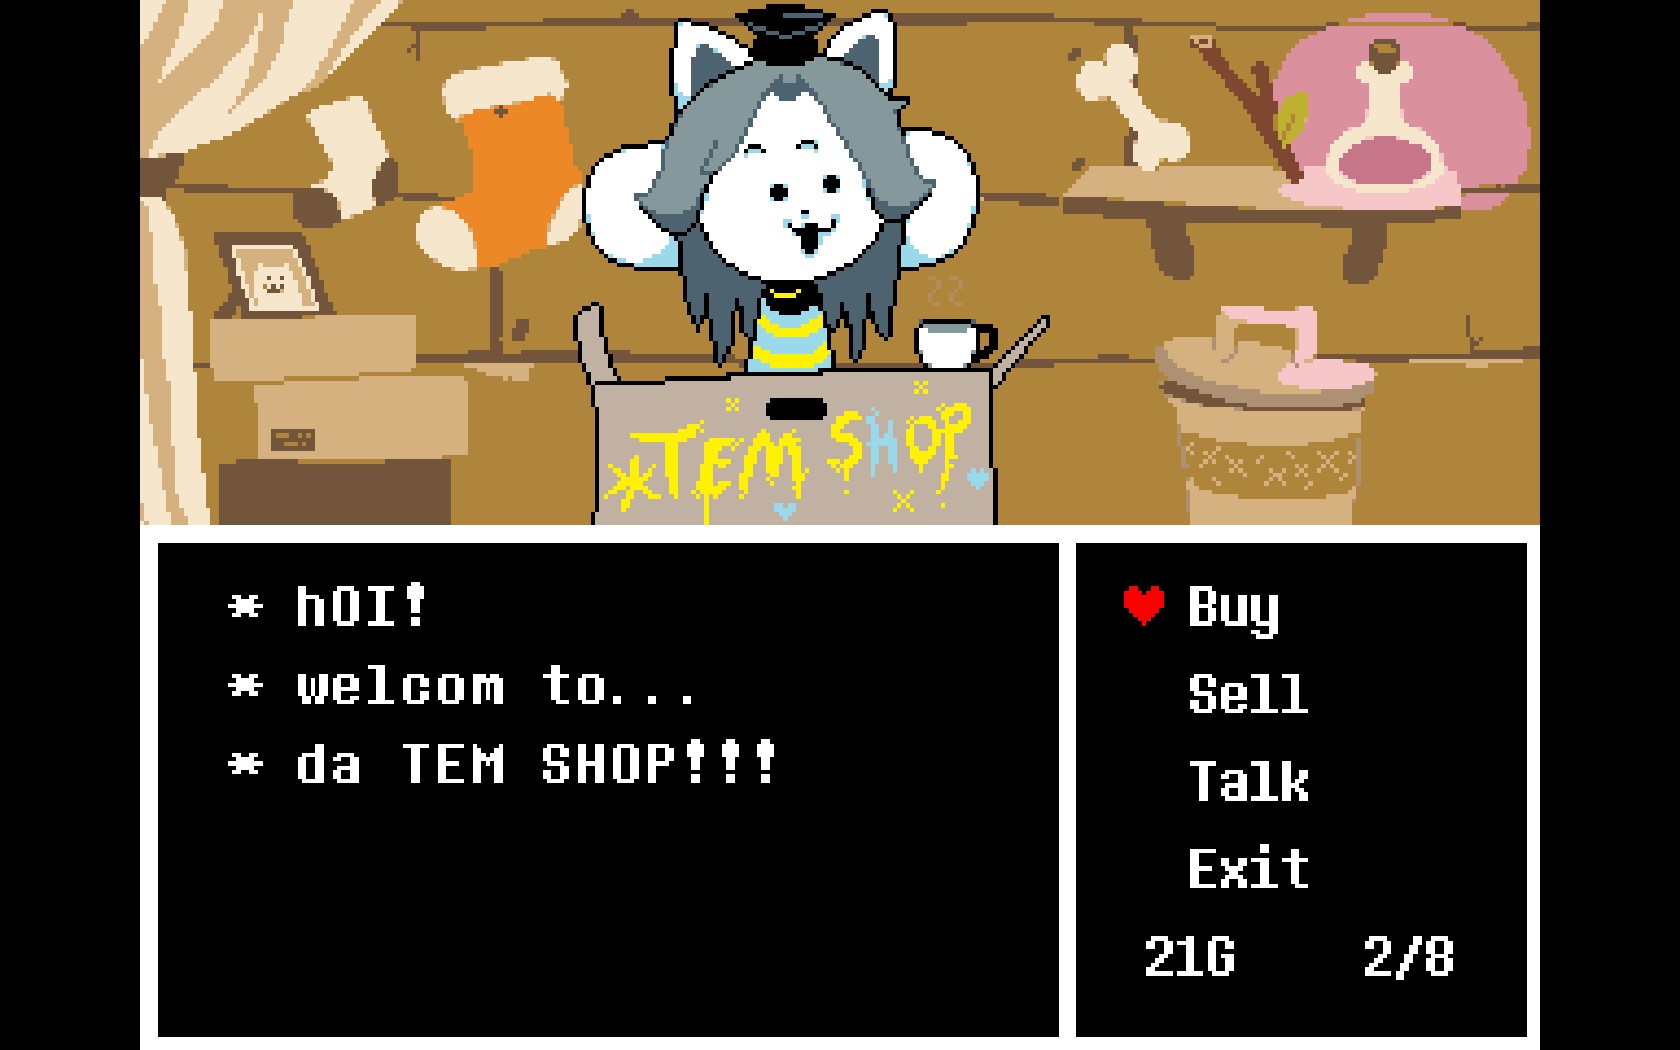 *TEM SHOP
* hOI!
* welcom to...
* da TEM SHOP!!!
Buy
Sell
Talk
Exit
21G 2/8